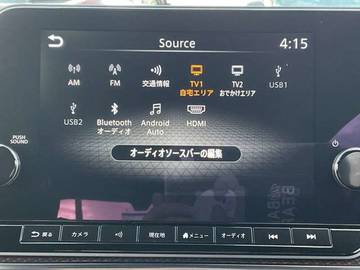 Source
4:15
AM
FM
交通情報
TV1
自宅エリア
TV2
おでかけエリア
USB1
USB2
Bluetooth
オーディオ
Android
Auto
HDMI
オーディオソースバーの編集
PUSH
SOUND
戻る
カメラ
現在地
メニュー
オーディオ